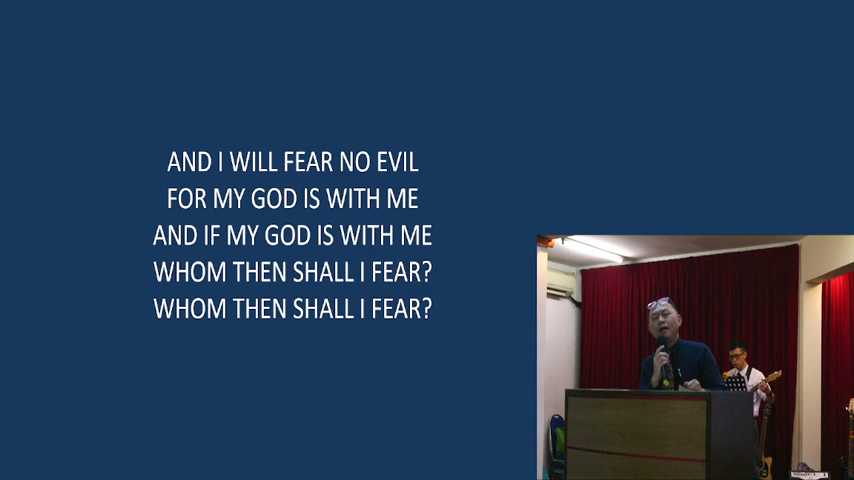 AND I WILL FEAR NO EVIL
FOR MY GOD IS WITH ME
AND IF MY GOD IS WITH ME
WHOM THEN SHALL I FEAR?
WHOM THEN SHALL I FEAR?